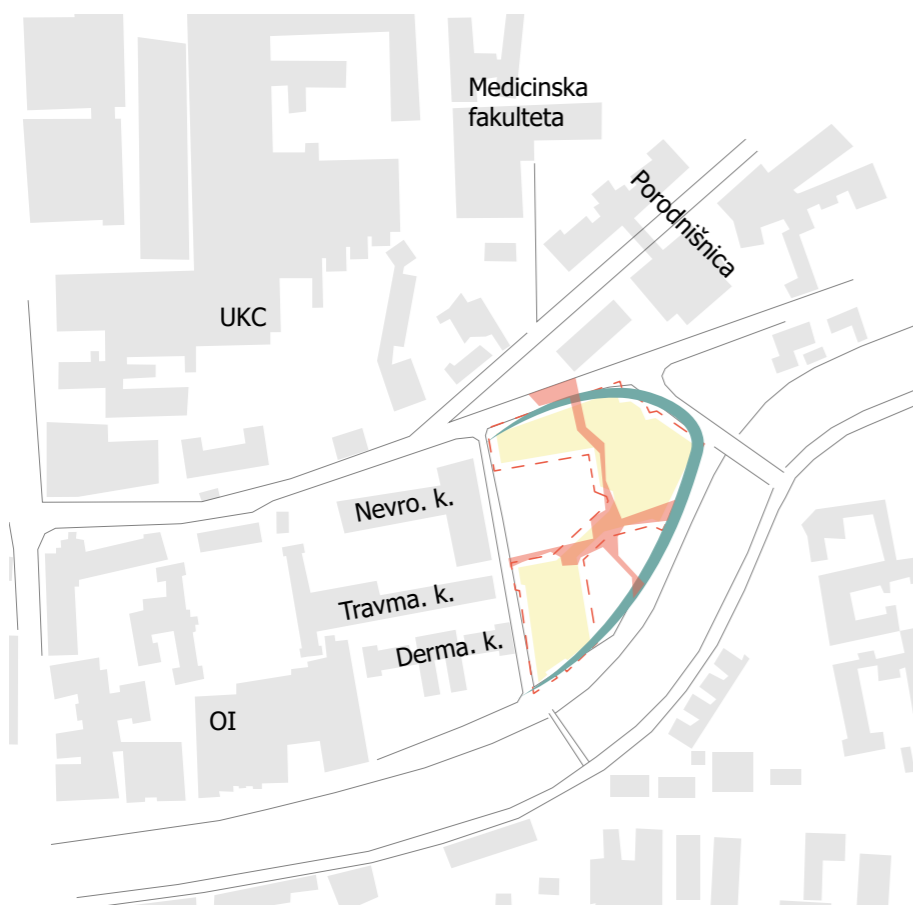 Medicinska
fakulteta
Porodnišnica
UKC
Nevro. k.
Travma. k.
Derma. k.
OI